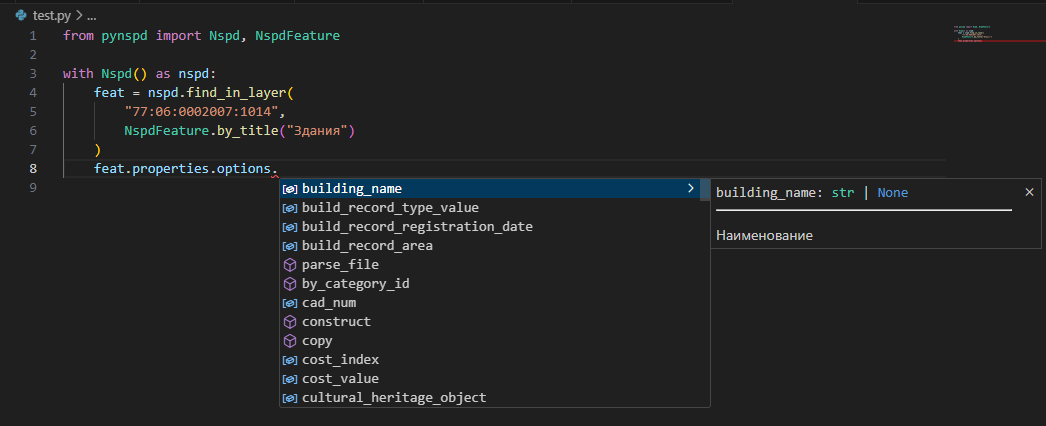 test.py > ...
1 from pynspd import Nspd, NspdFeature
2
3 with Nspd() as nspd:
4 feat = nspd.find_in_layer(
5 "77:06:0002007:1014",
6 NspdFeature.by_title("Здания")
7 )
8 feat.properties.options.
9
building_name
build_record_type_value
build_record_registration_date
build_record_area
parse_file
by_category_id
cad_num
construct
copy
cost_index
cost_value
cultural_heritage_object
building_name: str | None
Наименование